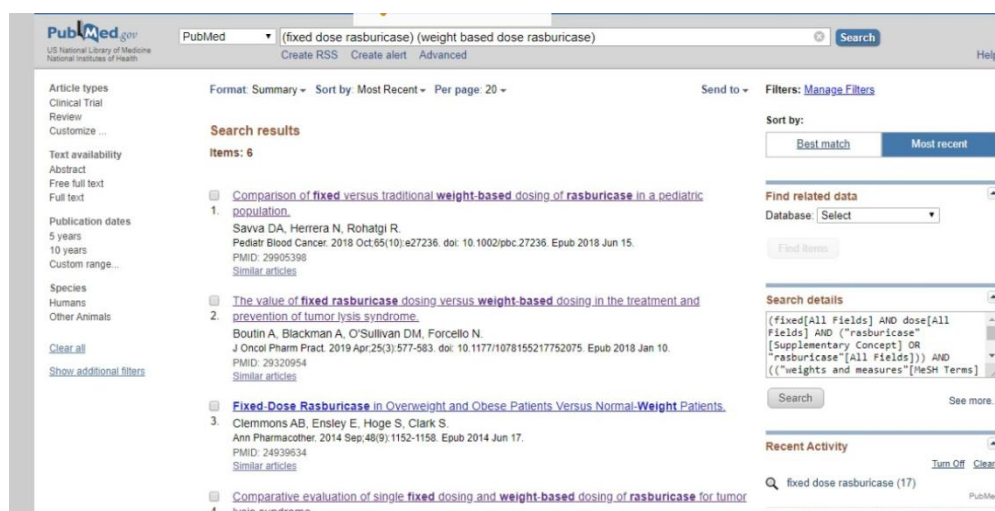 PubMed.gov
US National Library of Medicine
National Institutes of Health
PubMed
(fixed dose rasburicase) (weight based dose rasburicase)
Search
Create RSS Create alert Advanced
Help
Article types
Clinical Trial
Review
Customize ...
Text availability
Abstract
Free full text
Full text
Publication dates
5 years
10 years
Custom range...
Species
Humans
Other Animals
Clear all
Show additional filters
Format: Summary Sort by: Most Recent Per page: 20
Send to
Search results
Items: 6
Comparison of fixed versus traditional weight-based dosing of rasburicase in a pediatric
1. population.
Savva DA, Herrera N, Rohatgi R.
Pediatr Blood Cancer. 2018 Oct;65(10):e27236. doi: 10.1002/pbc.27236. Epub 2018 Jun 15.
PMID: 29905398
Similar articles
The value of fixed rasburicase dosing versus weight-based dosing in the treatment and
2. prevention of tumor lysis syndrome.
Boutin A, Blackman A, O'Sullivan DM, Forcello N.
J Oncol Pharm Pract. 2019 Apr;25(3):577-583. doi: 10.1177/1078155217752075. Epub 2018 Jan 10.
PMID: 29320954
Similar articles
Fixed-Dose Rasburicase in Overweight and Obese Patients Versus Normal-Weight Patients.
3. Clemmons AB, Ensley E, Hoge S, Clark S.
Ann Pharmacother. 2014 Sep;48(9):1152-1158. Epub 2014 Jun 17.
PMID: 24939634
Similar articles
Comparative evaluation of single fixed dosing and weight-based dosing of rasburicase for tumor
4. lysis syndrome.
Filters: Manage Filters
Sort by:
Best match Most recent
Find related data
Database: Select
Find items
Search details
(fixed[All Fields] AND dose[All
Fields] AND ("rasburicase"
[Supplementary Concept] OR
"rasburicase"[All Fields])) AND
(("weights and measures"[MeSH Terms]
Search
See more...
Recent Activity
Turn Off Clear
fixed dose rasburicase (17)
PubMe